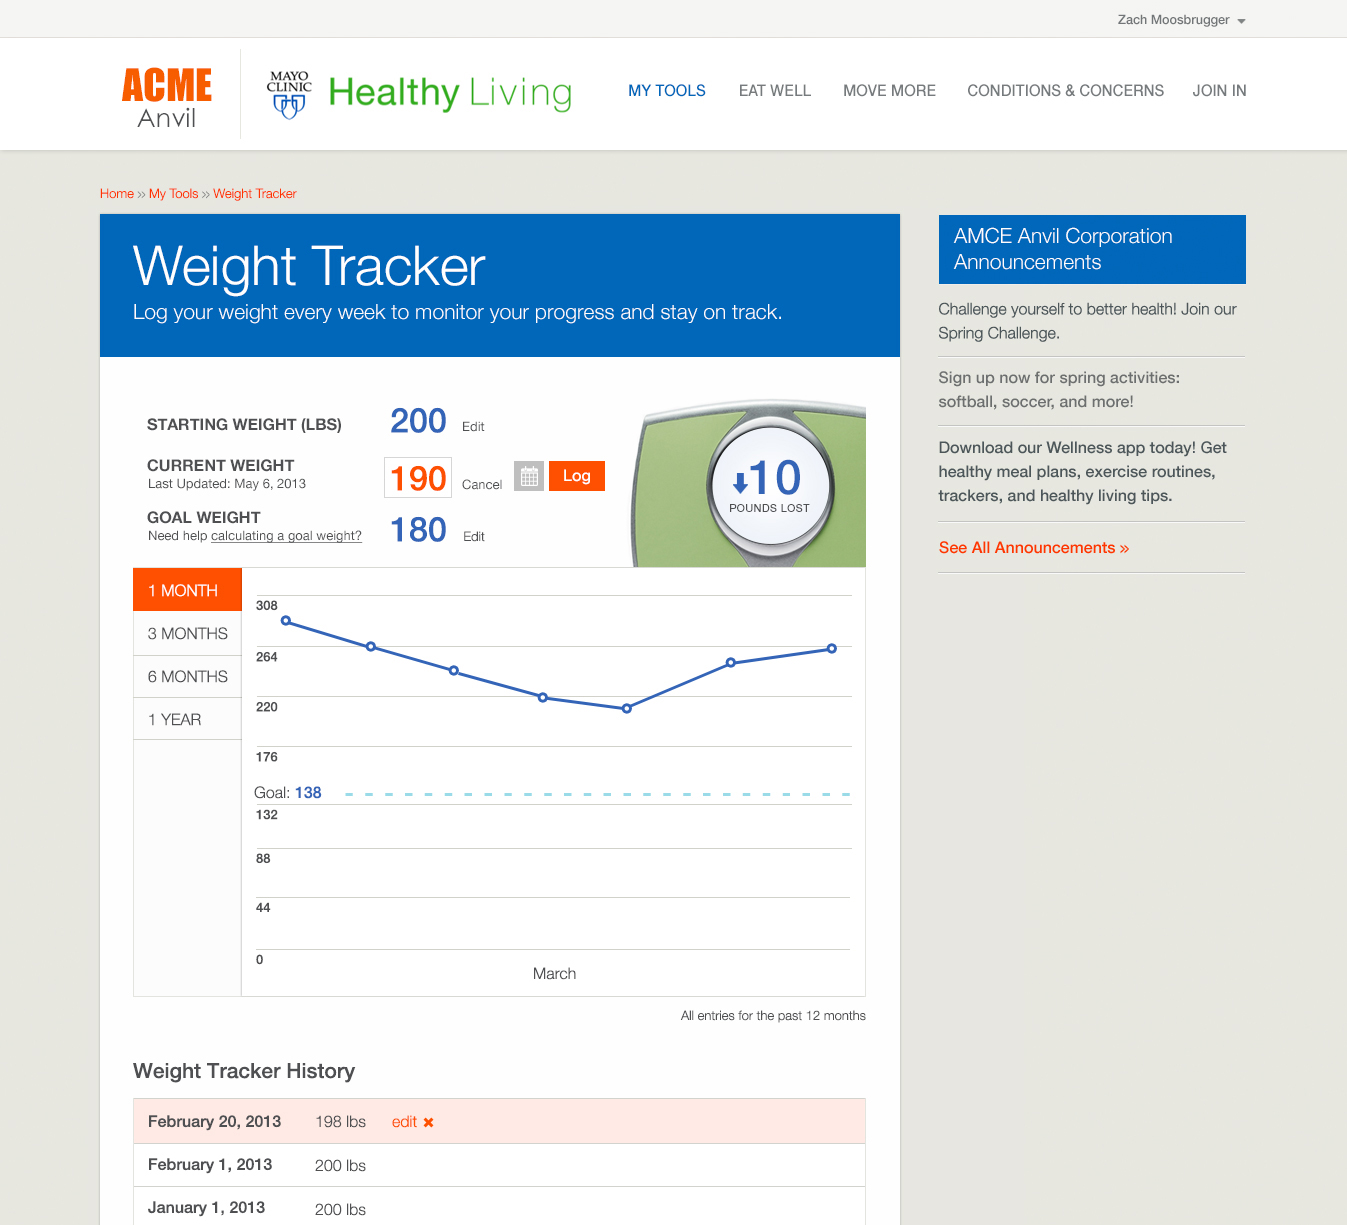 Zach Moosbrugger
ACME
Anvil
MAYO
CLINIC
Healthy Living
MY TOOLS
EAT WELL
MOVE MORE
CONDITIONS & CONCERNS
JOIN IN
Home » My Tools » Weight Tracker
Weight Tracker
Log your weight every week to monitor your progress and stay on track.
STARTING WEIGHT (LBS)
200
Edit
CURRENT WEIGHT
Last Updated: May 6, 2013
190
Cancel
Log
GOAL WEIGHT
Need help calculating a goal weight?
180
Edit
10
POUNDS LOST
1 MONTH
3 MONTHS
6 MONTHS
1 YEAR
308
264
220
176
Goal: 138
132
88
44
0
March
All entries for the past 12 months
Weight Tracker History
February 20, 2013 198 lbs edit ✖
February 1, 2013 200 lbs
January 1, 2013 200 lbs
AMCE Anvil Corporation
Announcements
Challenge yourself to better health! Join our
Spring Challenge.
Sign up now for spring activities:
softball, soccer, and more!
Download our Wellness app today! Get
healthy meal plans, exercise routines,
trackers, and healthy living tips.
See All Announcements »